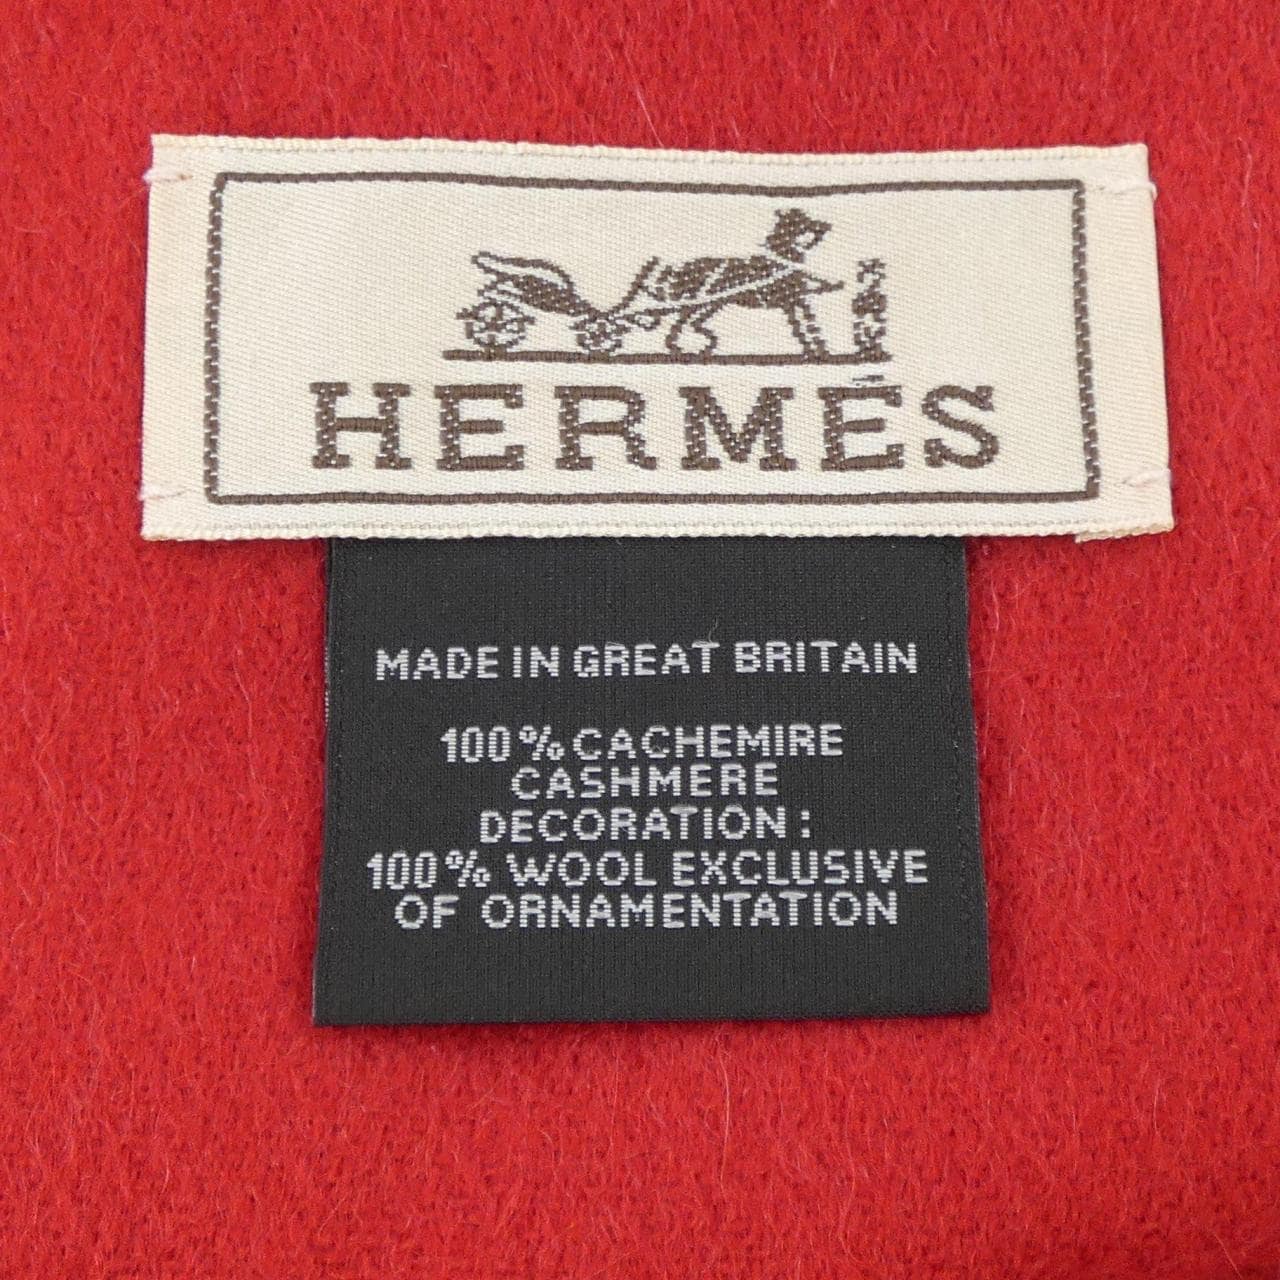 HERMÈS
MADE IN GREAT BRITAIN
100% CACHEMIRE
CASHMERE
DECORATION :
100% WOOL EXCLUSIVE
OF ORNAMENTATION